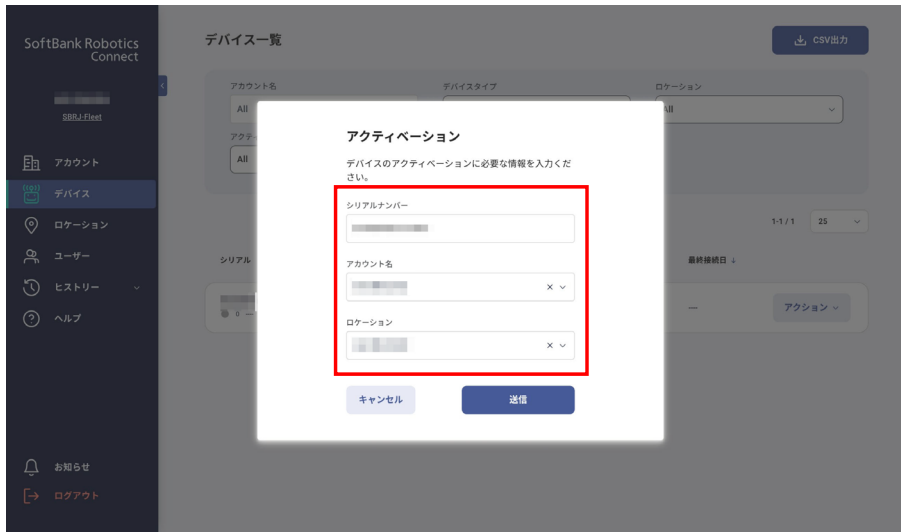 SoftBank Robotics
Connect
SBRJ-Fleet
アカウント
デバイス
ロケーション
ユーザー
ヒストリー
ヘルプ
お知らせ
ログアウト
デバイス一覧
CSV出力
アカウント名
デバイスタイプ
ロケーション
All
All
アクティ
All
1-1 / 1
25
シリアル
最終接続日 ↓
0 —
—
アクション
アクティベーション
デバイスのアクティベーションに必要な情報を入力くだ
さい。
シリアルナンバー
アカウント名
ロケーション
キャンセル
送信